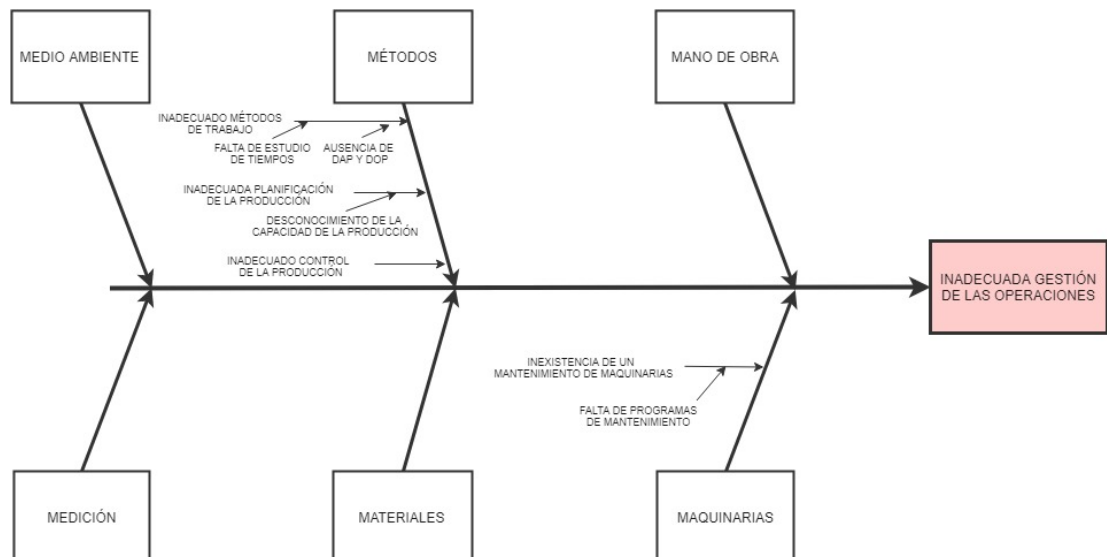 MEDIO AMBIENTE
MÉTODOS
MANO DE OBRA
INADECUADO MÉTODOS
DE TRABAJO
FALTA DE ESTUDIO
DE TIEMPOS
AUSENCIA DE
DAP Y DOP
INADECUADA PLANIFICACIÓN
DE LA PRODUCCIÓN
DESCONOCIMIENTO DE LA
CAPACIDAD DE LA PRODUCCIÓN
INADECUADO CONTROL
DE LA PRODUCCIÓN
INADECUADA GESTIÓN
DE LAS OPERACIONES
INEXISTENCIA DE UN
MANTENIMIENTO DE MAQUINARIAS
FALTA DE PROGRAMAS
DE MANTENIMIENTO
MEDICIÓN
MATERIALES
MAQUINARIAS